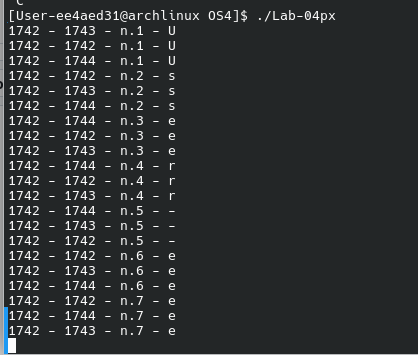 C
[User-ee4aed31@archlinux OS4]$ ./Lab-04px
1742 - 1743 - n.1 - U
1742 - 1742 - n.1 - U
1742 - 1744 - n.1 - U
1742 - 1742 - n.2 - s
1742 - 1743 - n.2 - s
1742 - 1744 - n.2 - s
1742 - 1744 - n.3 - e
1742 - 1742 - n.3 - e
1742 - 1743 - n.3 - e
1742 - 1744 - n.4 - r
1742 - 1742 - n.4 - r
1742 - 1743 - n.4 - r
1742 - 1744 - n.5 - -
1742 - 1743 - n.5 - -
1742 - 1742 - n.5 - -
1742 - 1742 - n.6 - e
1742 - 1743 - n.6 - e
1742 - 1744 - n.6 - e
1742 - 1742 - n.7 - e
1742 - 1744 - n.7 - e
1742 - 1743 - n.7 - e